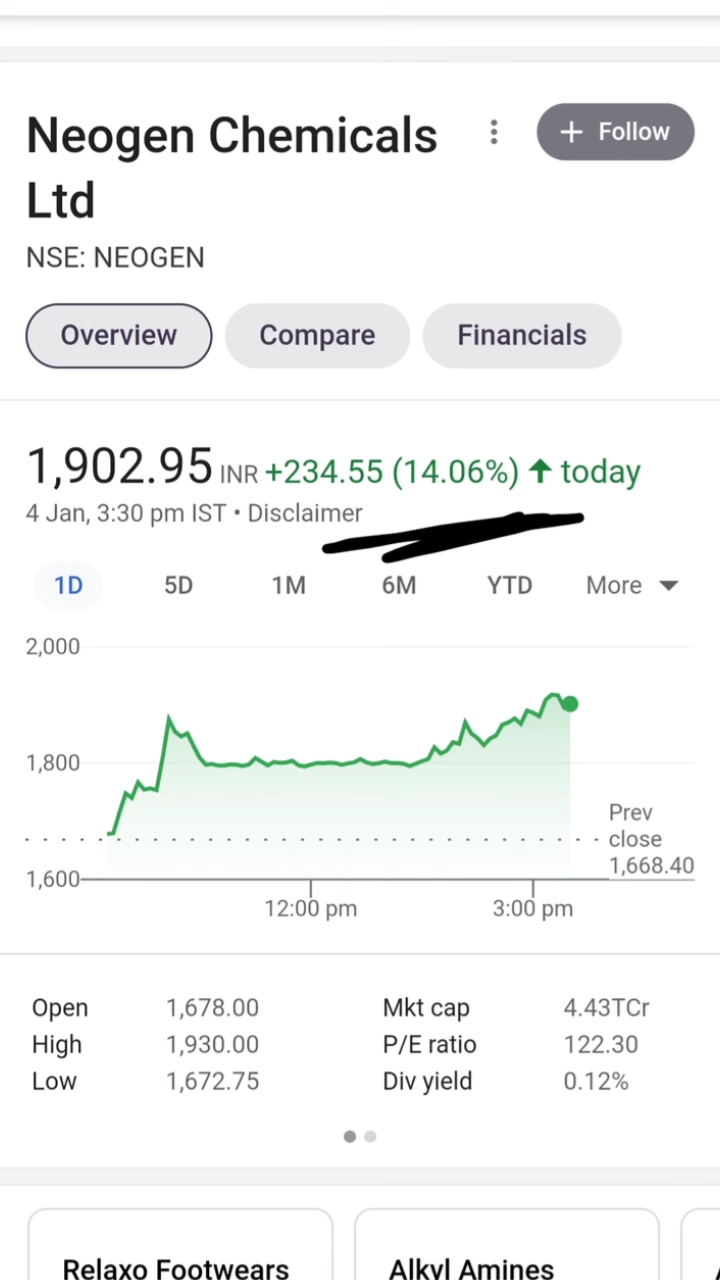 Neogen Chemicals
Ltd
+ Follow
NSE: NEOGEN
Overview Compare Financials
1,902.95 INR +234.55 (14.06%) ↑ today
4 Jan, 3:30 pm IST • Disclaimer
1D 5D 1M 6M YTD More
2,000
1,800
Prev
close
1,668.40
1,600
12:00 pm 3:00 pm
Open 1,678.00 Mkt cap 4.43TCr
High 1,930.00 P/E ratio 122.30
Low 1,672.75 Div yield 0.12%
Relaxo Footwears Alkyl Amines